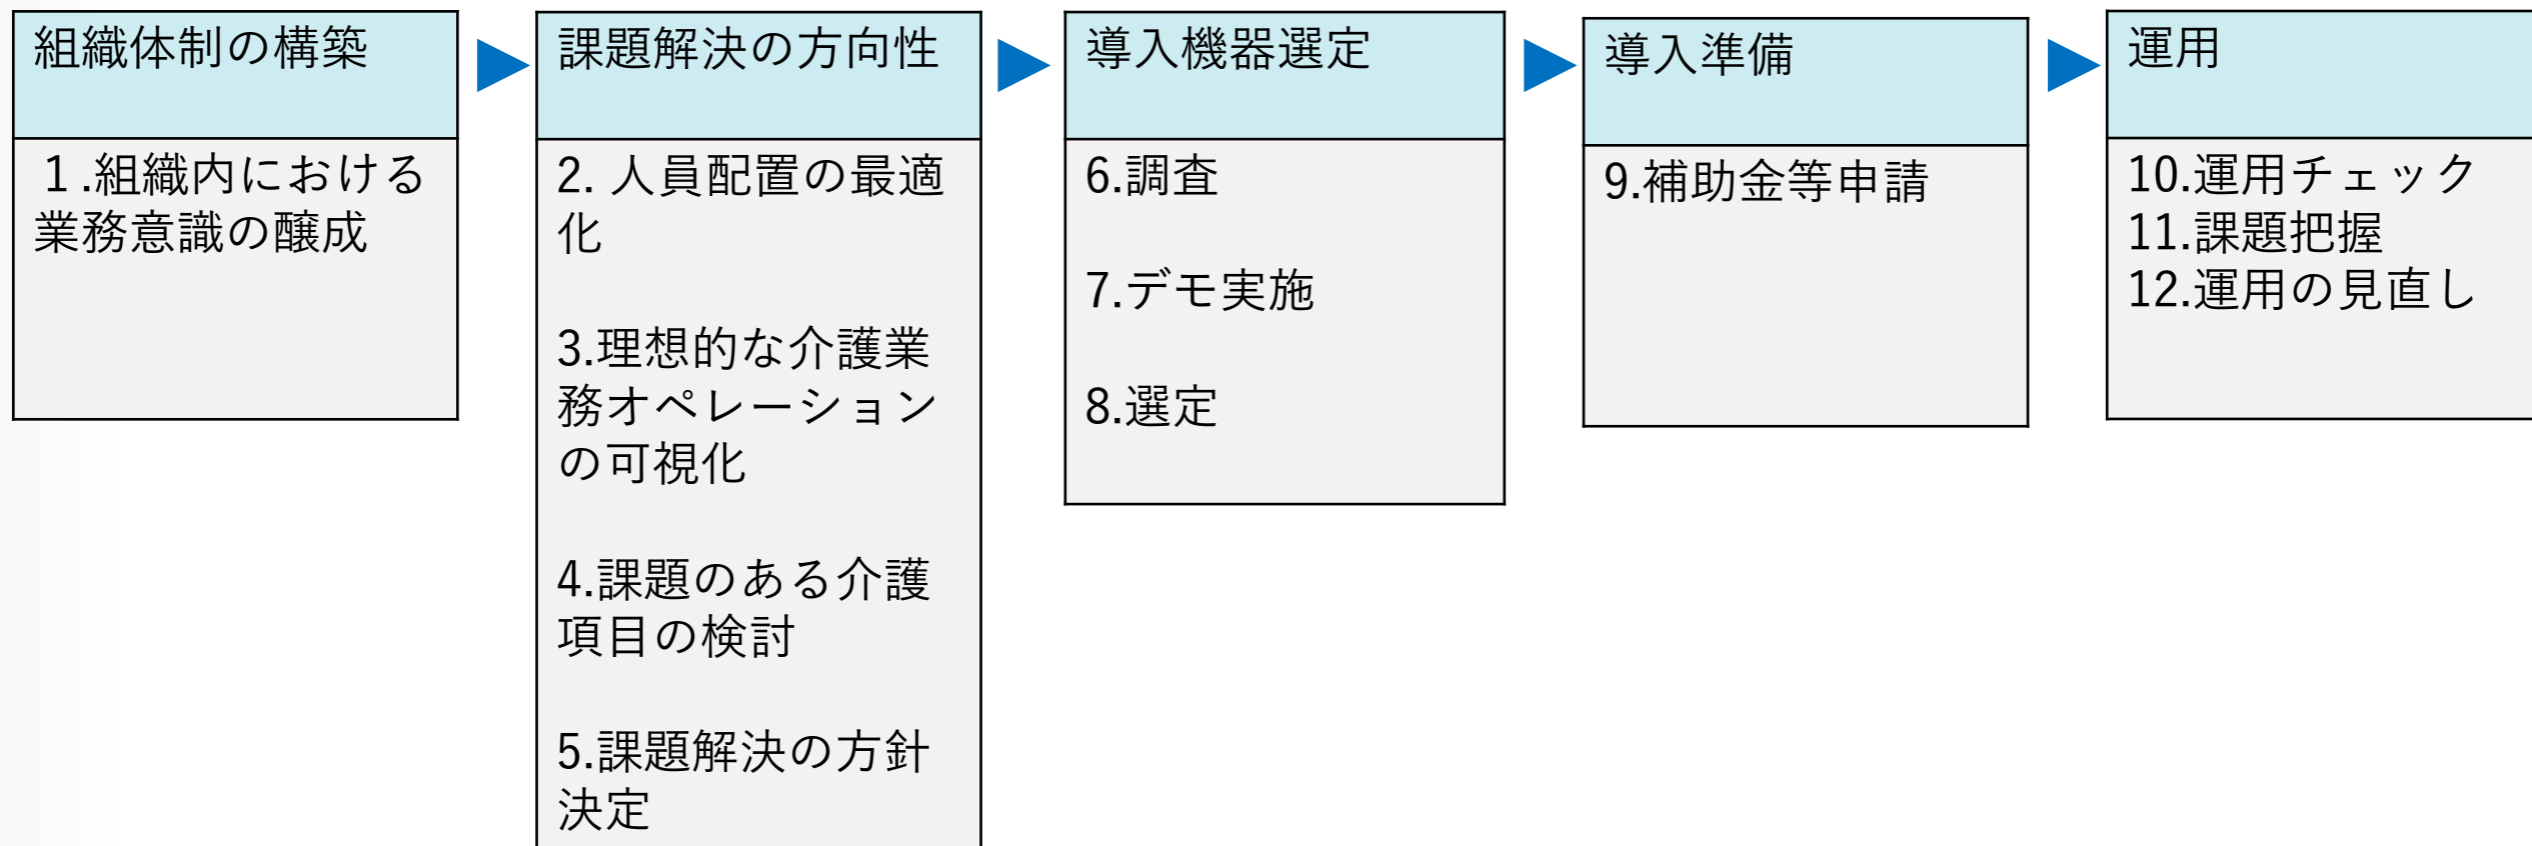 組織体制の構築
１.組織内における
業務意識の醸成
課題解決の方向性
2. 人員配置の最適
化
3.理想的な介護業
務オペレーション
の可視化
4.課題のある介護
項目の検討
5.課題解決の方針
決定
導入機器選定
6.調査
7.デモ実施
8.選定
導入準備
9.補助金等申請
運用
10.運用チェック
11.課題把握
12.運用の見直し